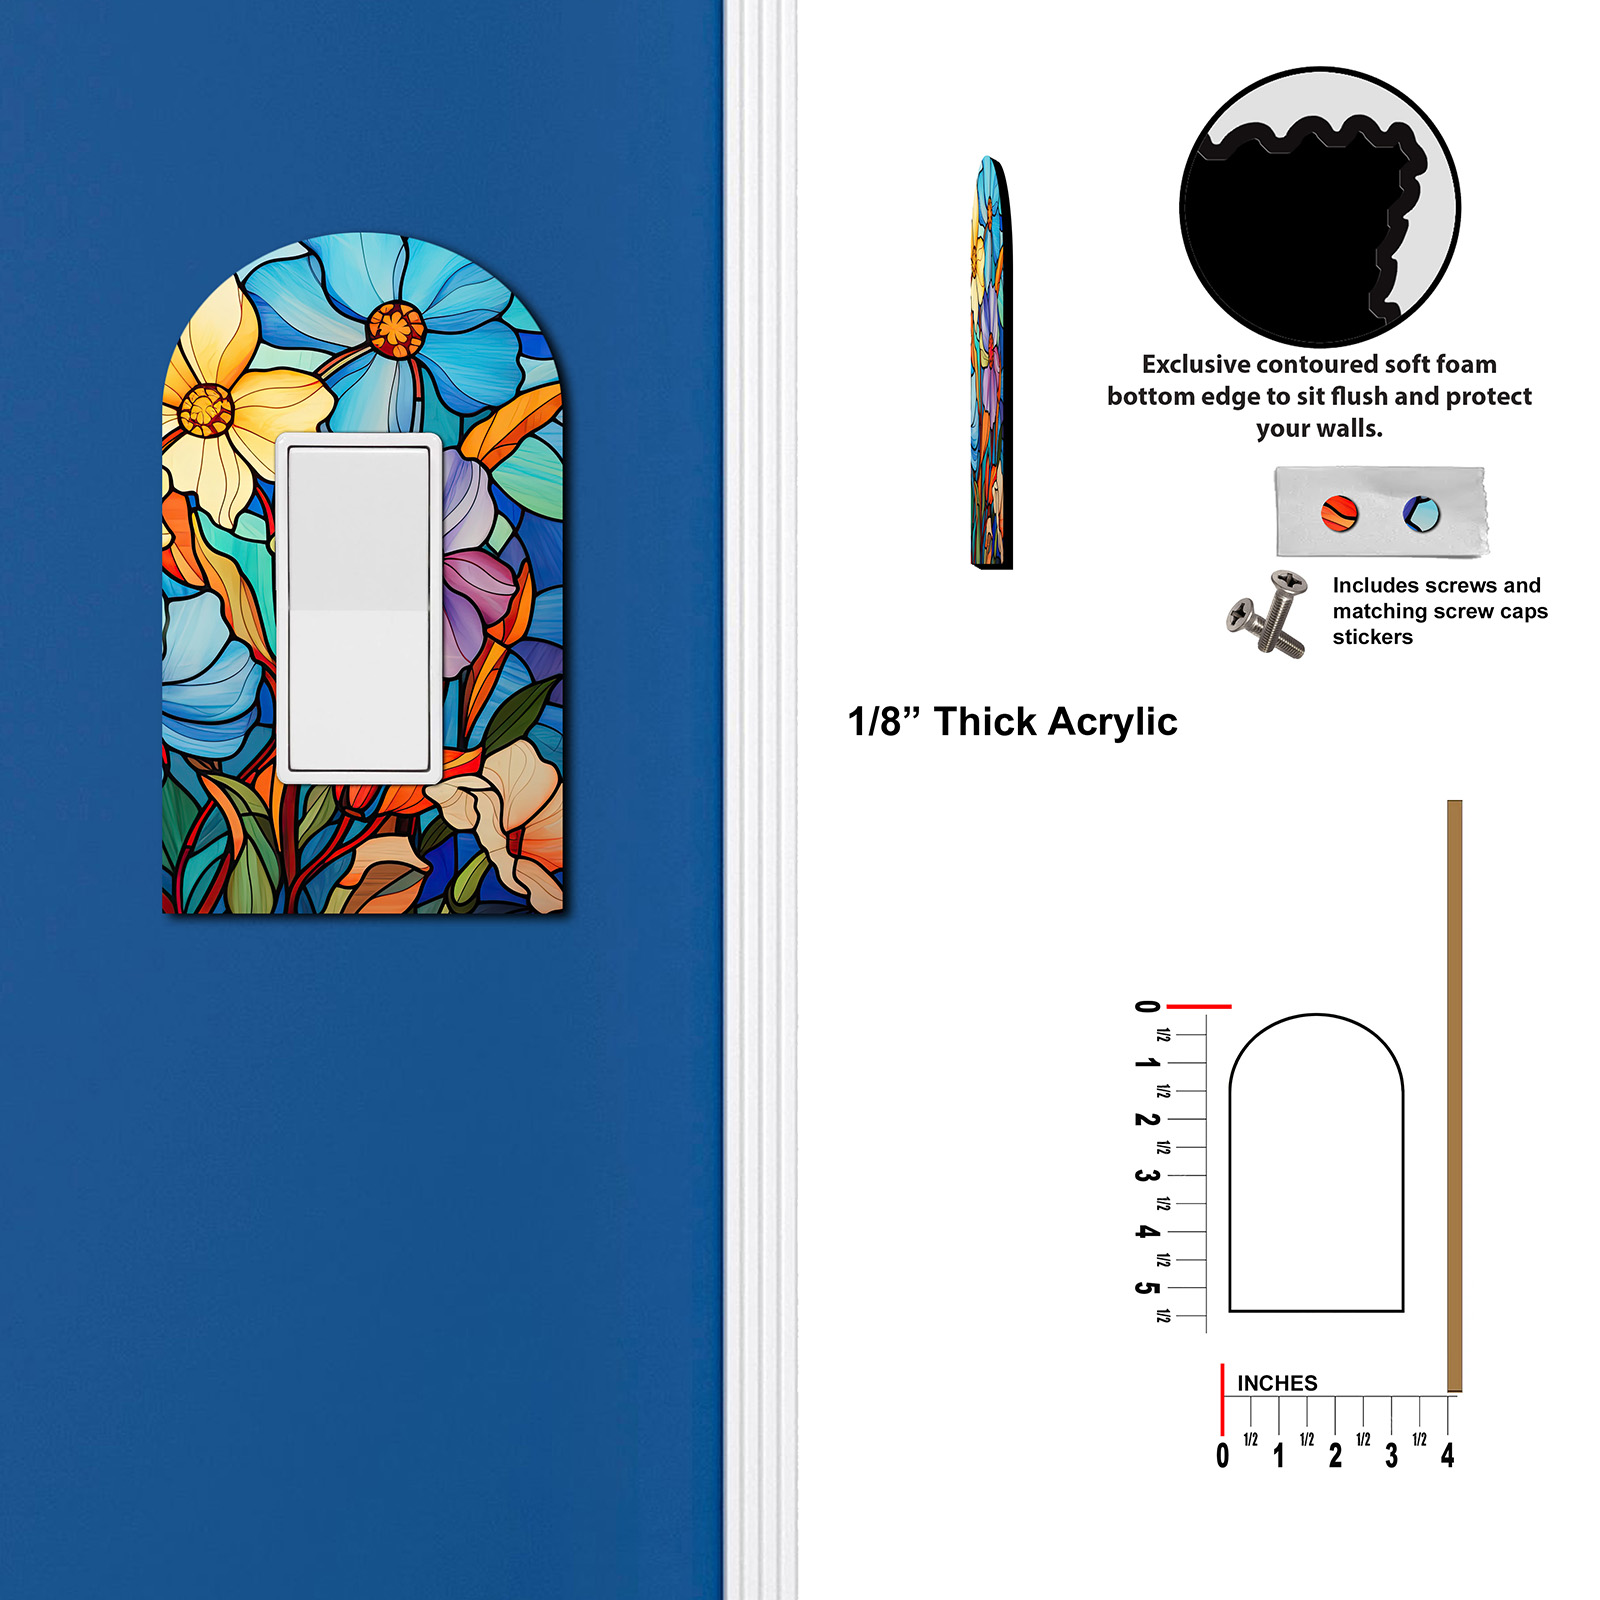 Exclusive contoured soft foam
bottom edge to sit flush and protect
your walls.
Includes screws and
matching screw caps
stickers
1/8” Thick Acrylic
0
1/2
1
1/2
2
1/2
3
1/2
4
1/2
5
1/2
INCHES
0 1/2 1 1/2 2 1/2 3 1/2 4